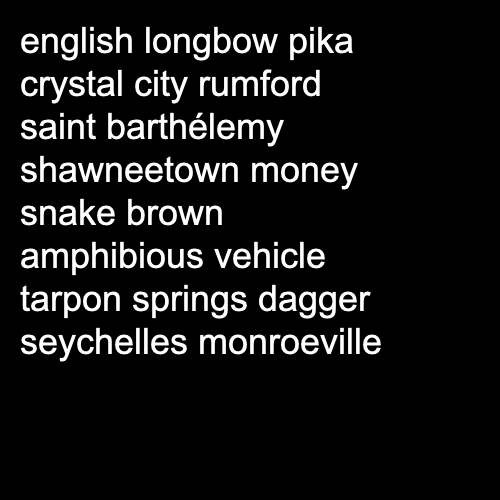 english longbow pika
crystal city rumford
saint barthélemy
shawneetown money
snake brown
amphibious vehicle
tarpon springs dagger
seychelles monroeville